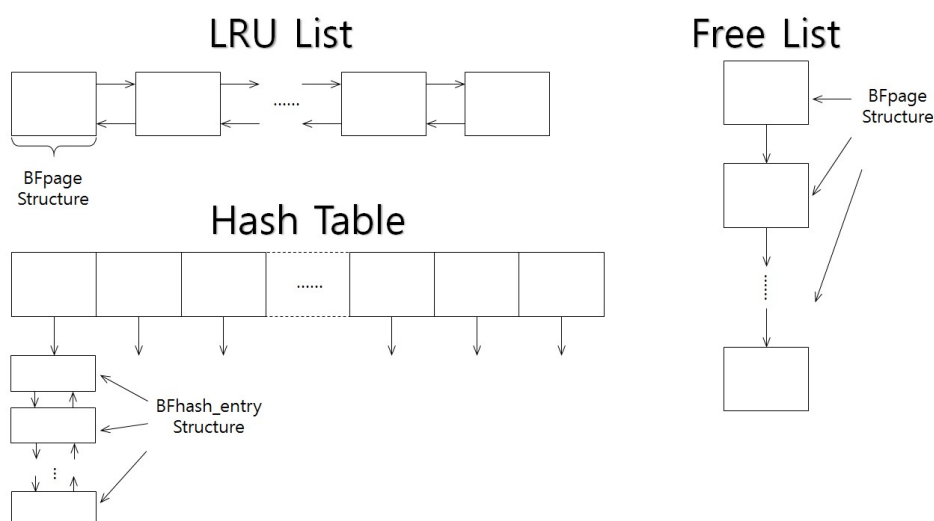 LRU List
......
BFpage
Structure
Hash Table
......
BFhash_entry
Structure
Free List
BFpage
Structure